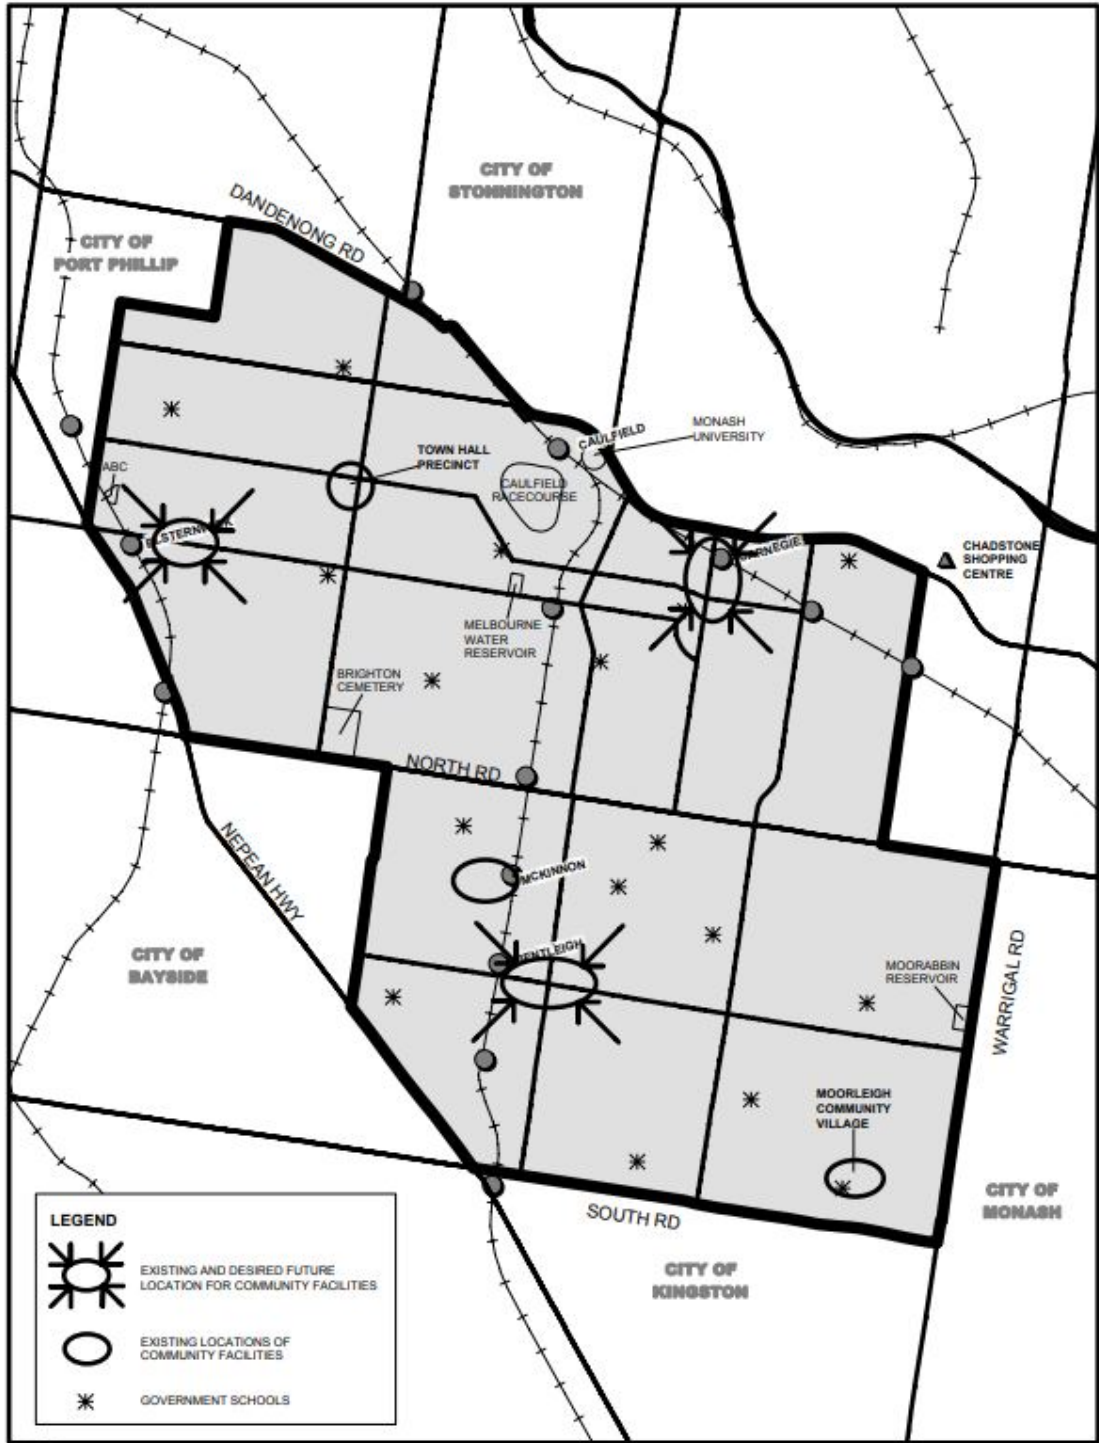 CITY OF
STONNINGTON
DANDENONG RD
CITY OF
PORT PHILLIP
CAULFIELD
MONASH
UNIVERSITY
TOWN HALL
PRECINCT
ABC
CAULFIELD
RACECOURSE
CARNEGIE
CHADSTONE
SHOPPING
CENTRE
MELBOURNE
WATER
RESERVOIR
BRIGHTON
CEMETERY
NORTH RD
NEPEAN HWY
MCKINNON
BENTLEIGH
CITY OF
BAYSIDE
MOORABBIN
RESERVOIR
WARRIGAL RD
MOORLEIGH
COMMUNITY
VILLAGE
CITY OF
MONASH
SOUTH RD
CITY OF
KINGSTON
LEGEND
EXISTING AND DESIRED FUTURE
LOCATION FOR COMMUNITY FACILITIES
EXISTING LOCATIONS OF
COMMUNITY FACILITIES
GOVERNMENT SCHOOLS